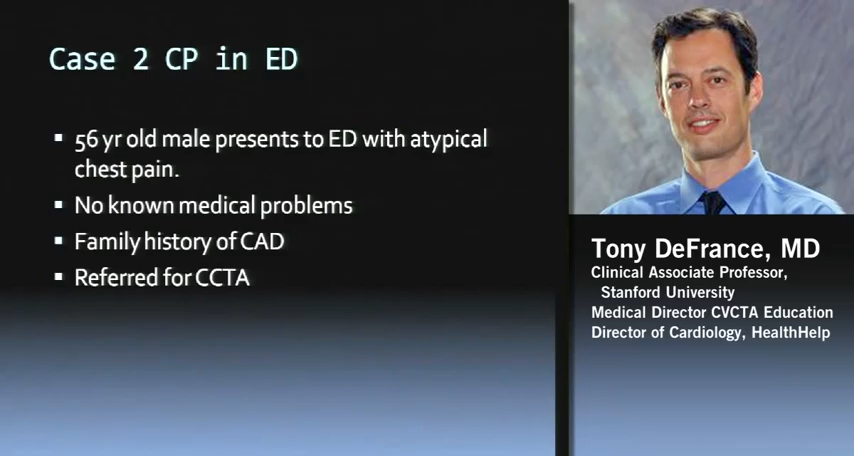 Case 2 CP in ED
56 yr old male presents to ED with atypical
chest pain.
No known medical problems
Family history of CAD
Referred for CCTA
Tony DeFrance, MD
Clinical Associate Professor,
Stanford University
Medical Director CVCTA Education
Director of Cardiology, HealthHelp